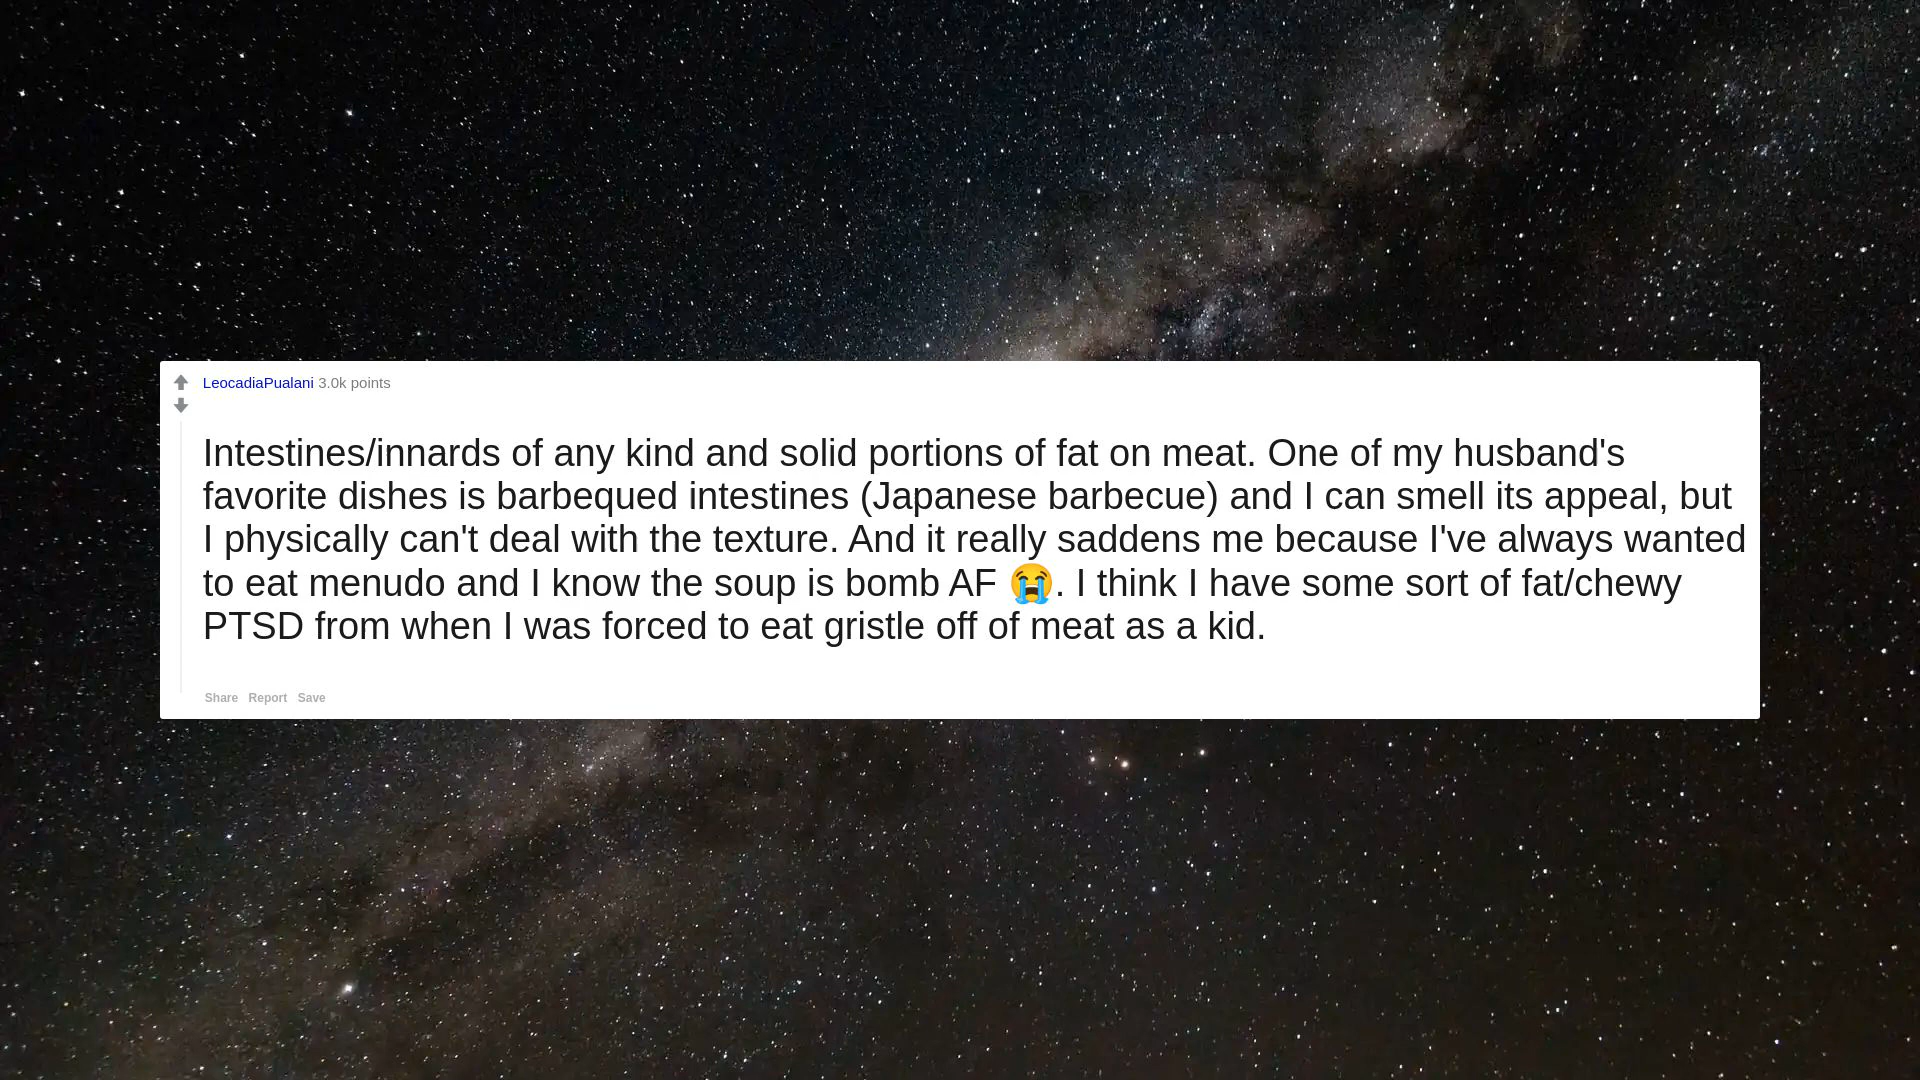 LeocadiaPualani 3.0k points
Intestines/innards of any kind and solid portions of fat on meat. One of my husband's
favorite dishes is barbequed intestines (Japanese barbecue) and I can smell its appeal, but
I physically can't deal with the texture. And it really saddens me because I've always wanted
to eat menudo and I know the soup is bomb AF 😭. I think I have some sort of fat/chewy
PTSD from when I was forced to eat gristle off of meat as a kid.
Share Report Save